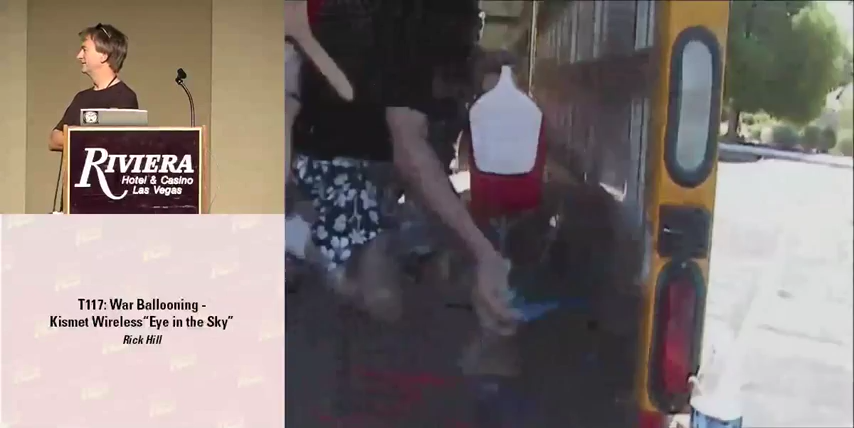 RIVIERA
Hotel & Casino
Las Vegas
T117: War Ballooning -
Kismet Wireless“Eye in the Sky”
Rick Hill